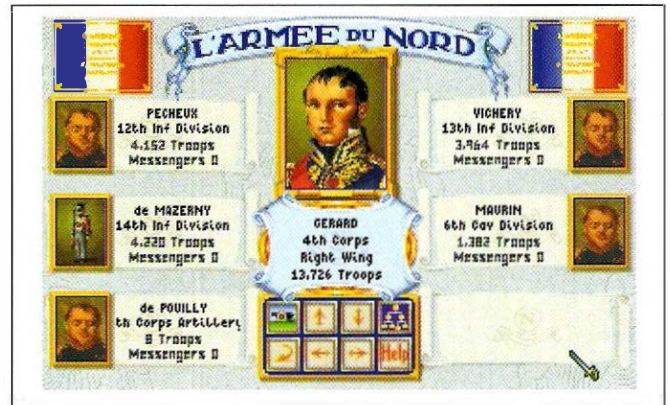 L'ARMEE DU NORD
PECHEUX
12th Inf Division
4,152 Troops
Messengers 0
VICHERY
13th Inf Division
3,964 Troops
Messengers 0
de MAZERNY
14th Inf Division
4,220 Troops
Messengers 0
GERARD
4th Corps
Right Wing
13,726 Troops
MAURIN
6th Cav Division
1,382 Troops
Messengers 0
de POUILLY
th Corps Artillery
8 Troops
Messengers 0
Help